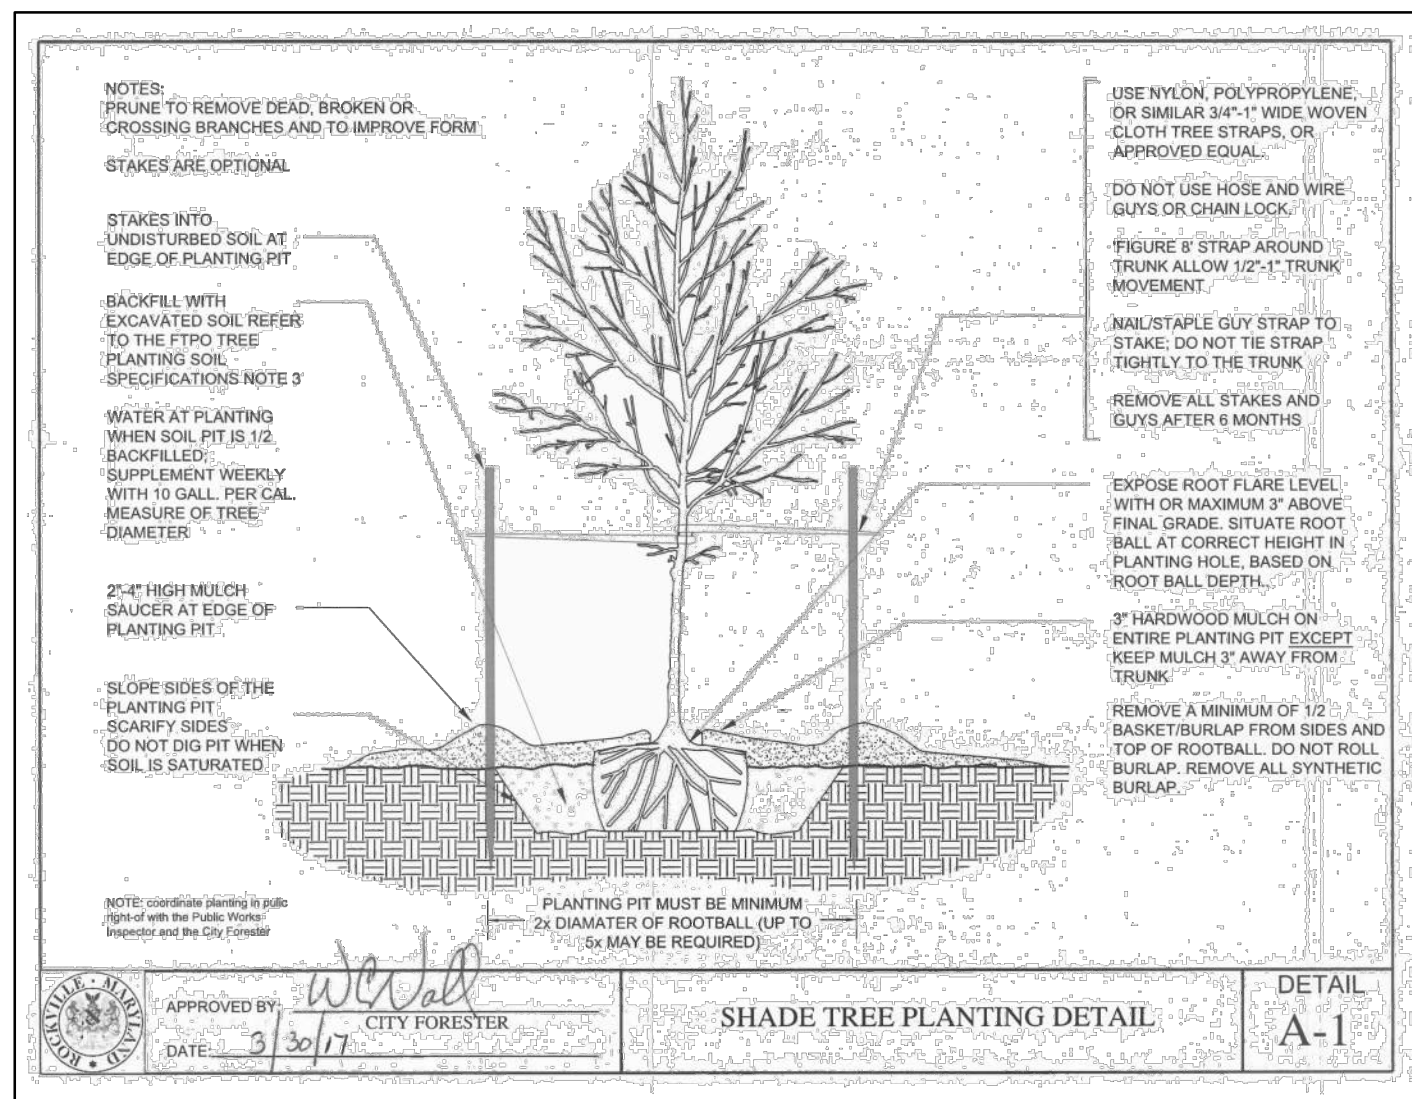 NOTES:
PRUNE TO REMOVE DEAD, BROKEN OR
CROSSING BRANCHES AND TO IMPROVE FORM
STAKES ARE OPTIONAL
STAKES INTO
UNDISTURBED SOIL AT
EDGE OF PLANTING PIT
BACKFILL WITH
EXCAVATED SOIL REFER
TO THE FTPO TREE
PLANTING SOIL
SPECIFICATIONS NOTE 3
WATER AT PLANTING
WHEN SOIL PIT IS 1/2
BACKFILLED;
SUPPLEMENT WEEKLY
WITH 10 GALL. PER CAL.
MEASURE OF TREE
DIAMETER
2"-4" HIGH MULCH
SAUCER AT EDGE OF
PLANTING PIT
SLOPE SIDES OF THE
PLANTING PIT
SCARIFY SIDES
DO NOT DIG PIT WHEN
SOIL IS SATURATED
NOTE: coordinate planting in pulic
right-of with the Public Works
Inspector and the City Forester
USE NYLON, POLYPROPYLENE,
OR SIMILAR 3/4"-1" WIDE WOVEN
CLOTH TREE STRAPS, OR
APPROVED EQUAL.
DO NOT USE HOSE AND WIRE
GUYS OR CHAIN LOCK.
'FIGURE 8' STRAP AROUND
TRUNK ALLOW 1/2"-1" TRUNK
MOVEMENT
NAIL/STAPLE GUY STRAP TO
STAKE; DO NOT TIE STRAP
TIGHTLY TO THE TRUNK
REMOVE ALL STAKES AND
GUYS AFTER 6 MONTHS
EXPOSE ROOT FLARE LEVEL
WITH OR MAXIMUM 3" ABOVE
FINAL GRADE. SITUATE ROOT
BALL AT CORRECT HEIGHT IN
PLANTING HOLE, BASED ON
ROOT BALL DEPTH.
3" HARDWOOD MULCH ON
ENTIRE PLANTING PIT EXCEPT
KEEP MULCH 3" AWAY FROM
TRUNK
REMOVE A MINIMUM OF 1/2
BASKET/BURLAP FROM SIDES AND
TOP OF ROOTBALL. DO NOT ROLL
BURLAP. REMOVE ALL SYNTHETIC
BURLAP.
PLANTING PIT MUST BE MINIMUM
2x DIAMATER OF ROOTBALL (UP TO
5x MAY BE REQUIRED)
ROCKVILLE · MARYLAND
APPROVED BY: WCWall
CITY FORESTER
DATE: 3/30/17
SHADE TREE PLANTING DETAIL
DETAIL
A-1